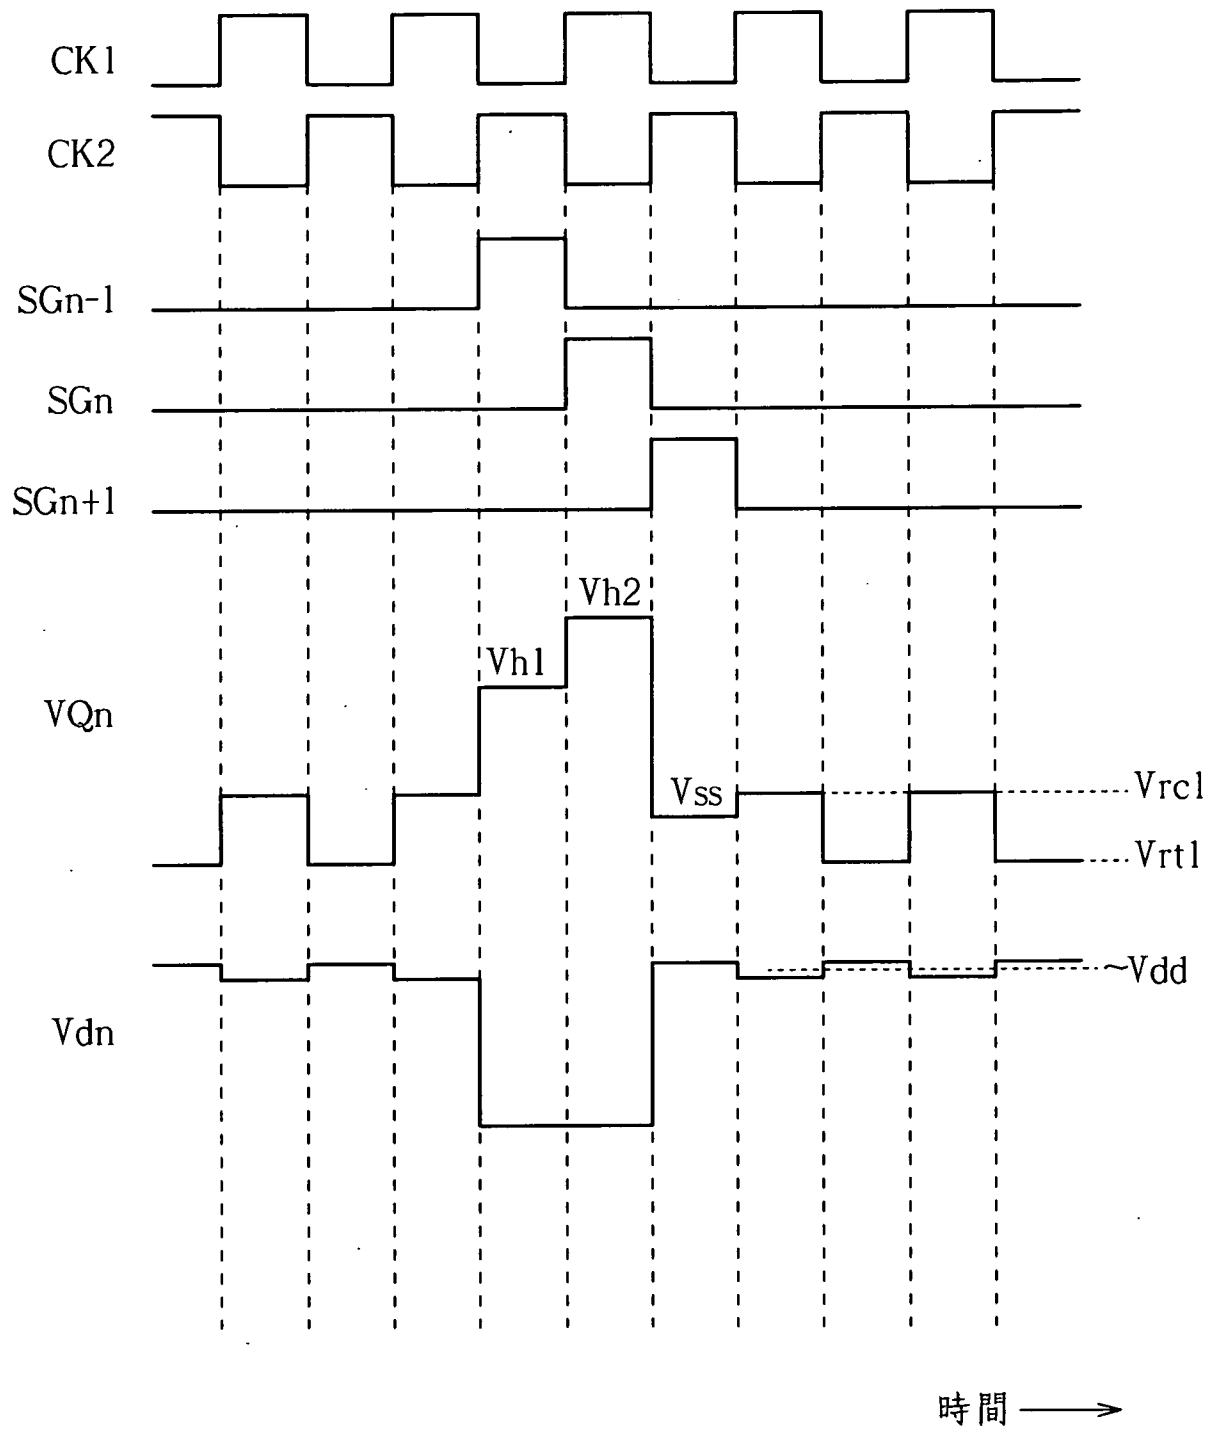 CK1
CK2
SGn-1
SGn
SGn+1
Vh2
Vh1
VQn
Vss
Vrc1
Vrt1
~Vdd
Vdn
時間